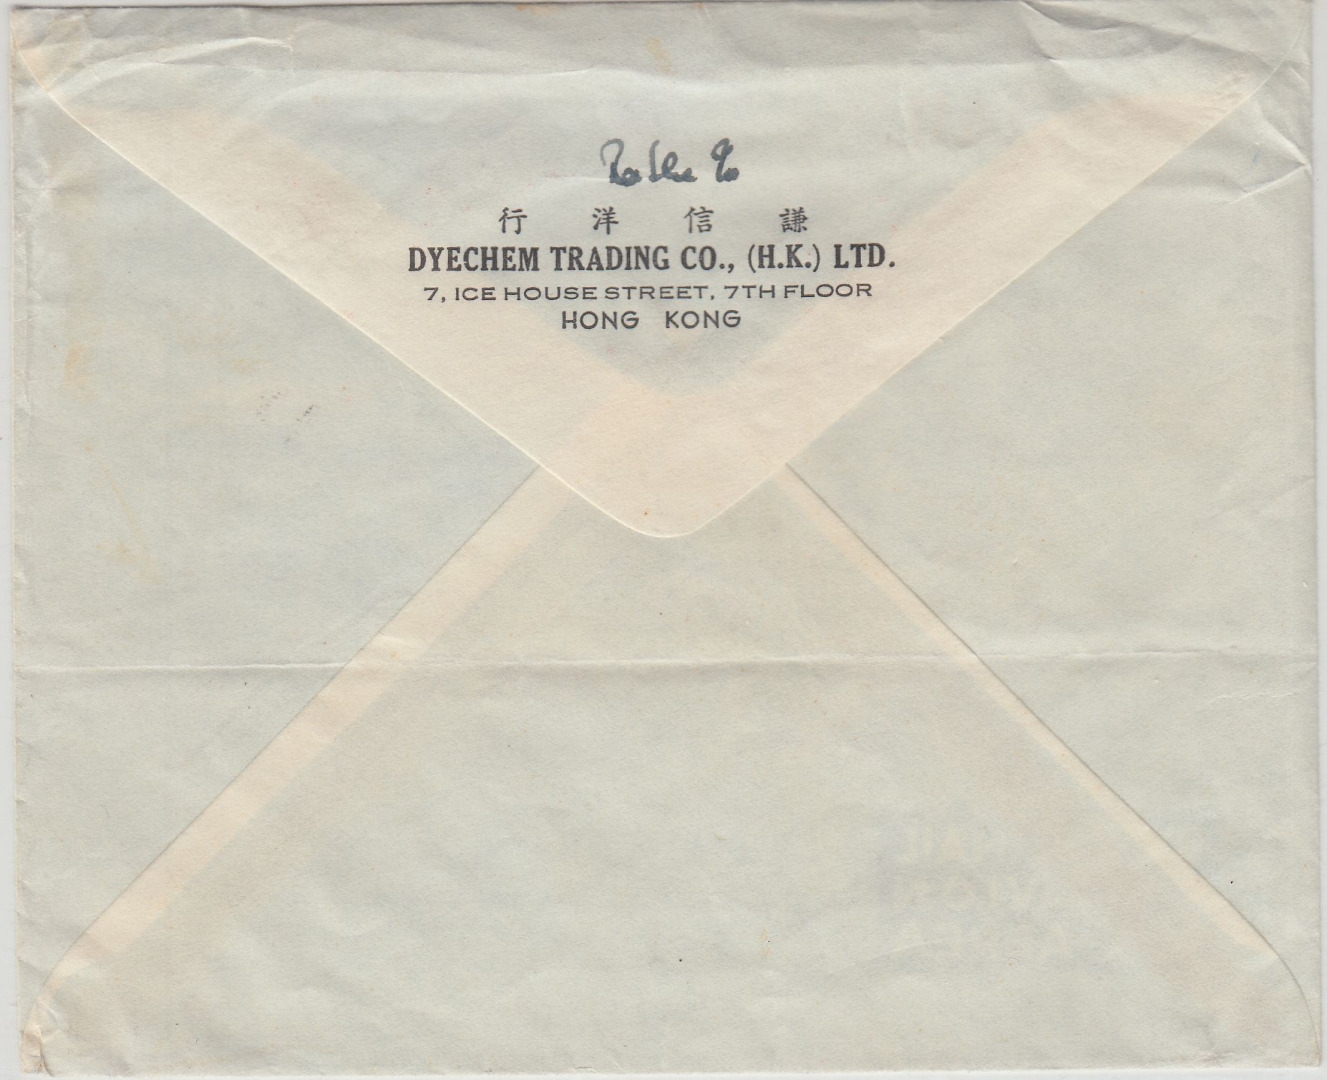 謙信洋行
DYECHEM TRADING CO., (H.K.) LTD.
7, ICE HOUSE STREET, 7TH FLOOR
HONG KONG